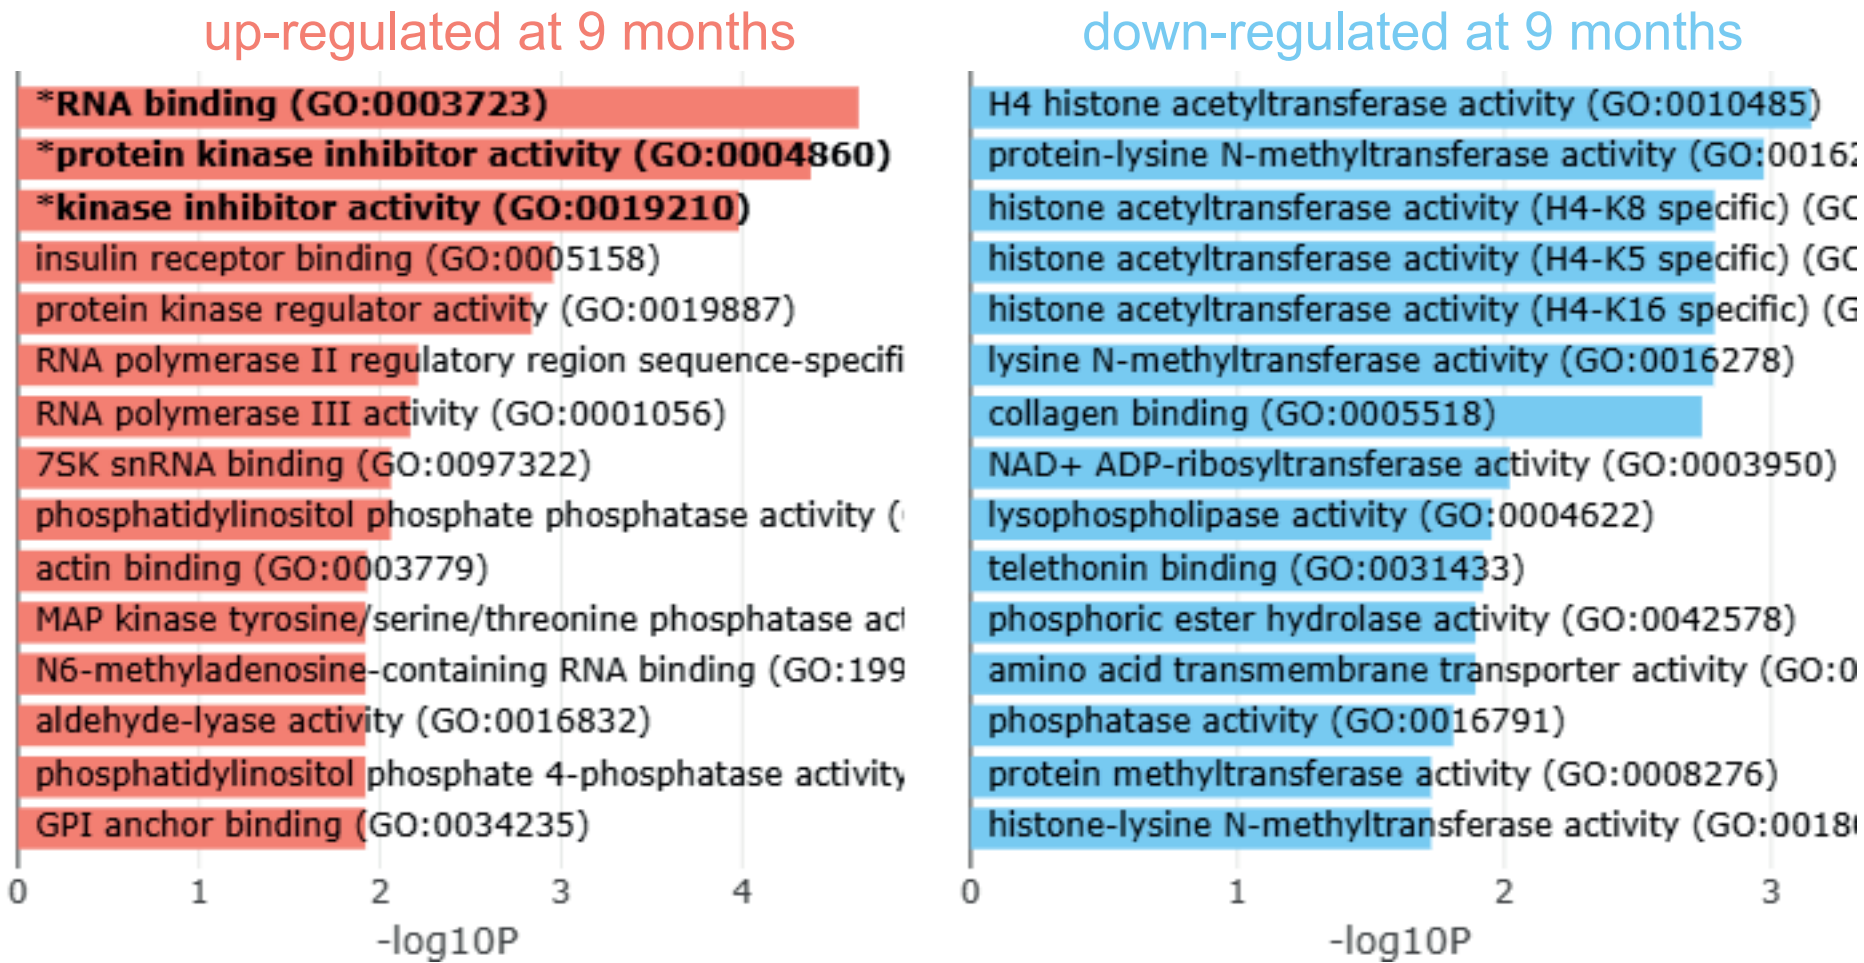 up-regulated at 9 months
*RNA binding (GO:0003723)
*protein kinase inhibitor activity (GO:0004860)
*kinase inhibitor activity (GO:0019210)
insulin receptor binding (GO:0005158)
protein kinase regulator activity (GO:0019887)
RNA polymerase II regulatory region sequence-specifi
RNA polymerase III activity (GO:0001056)
7SK snRNA binding (GO:0097322)
phosphatidylinositol phosphate phosphatase activity (
actin binding (GO:0003779)
MAP kinase tyrosine/serine/threonine phosphatase act
N6-methyladenosine-containing RNA binding (GO:199
aldehyde-lyase activity (GO:0016832)
phosphatidylinositol phosphate 4-phosphatase activity
GPI anchor binding (GO:0034235)
0 1 2 3 4
-log10P
down-regulated at 9 months
H4 histone acetyltransferase activity (GO:0010485)
protein-lysine N-methyltransferase activity (GO:00162
histone acetyltransferase activity (H4-K8 specific) (GO
histone acetyltransferase activity (H4-K5 specific) (GO
histone acetyltransferase activity (H4-K16 specific) (G
lysine N-methyltransferase activity (GO:0016278)
collagen binding (GO:0005518)
NAD+ ADP-ribosyltransferase activity (GO:0003950)
lysophospholipase activity (GO:0004622)
telethonin binding (GO:0031433)
phosphoric ester hydrolase activity (GO:0042578)
amino acid transmembrane transporter activity (GO:0
phosphatase activity (GO:0016791)
protein methyltransferase activity (GO:0008276)
histone-lysine N-methyltransferase activity (GO:00180
0 1 2 3
-log10P